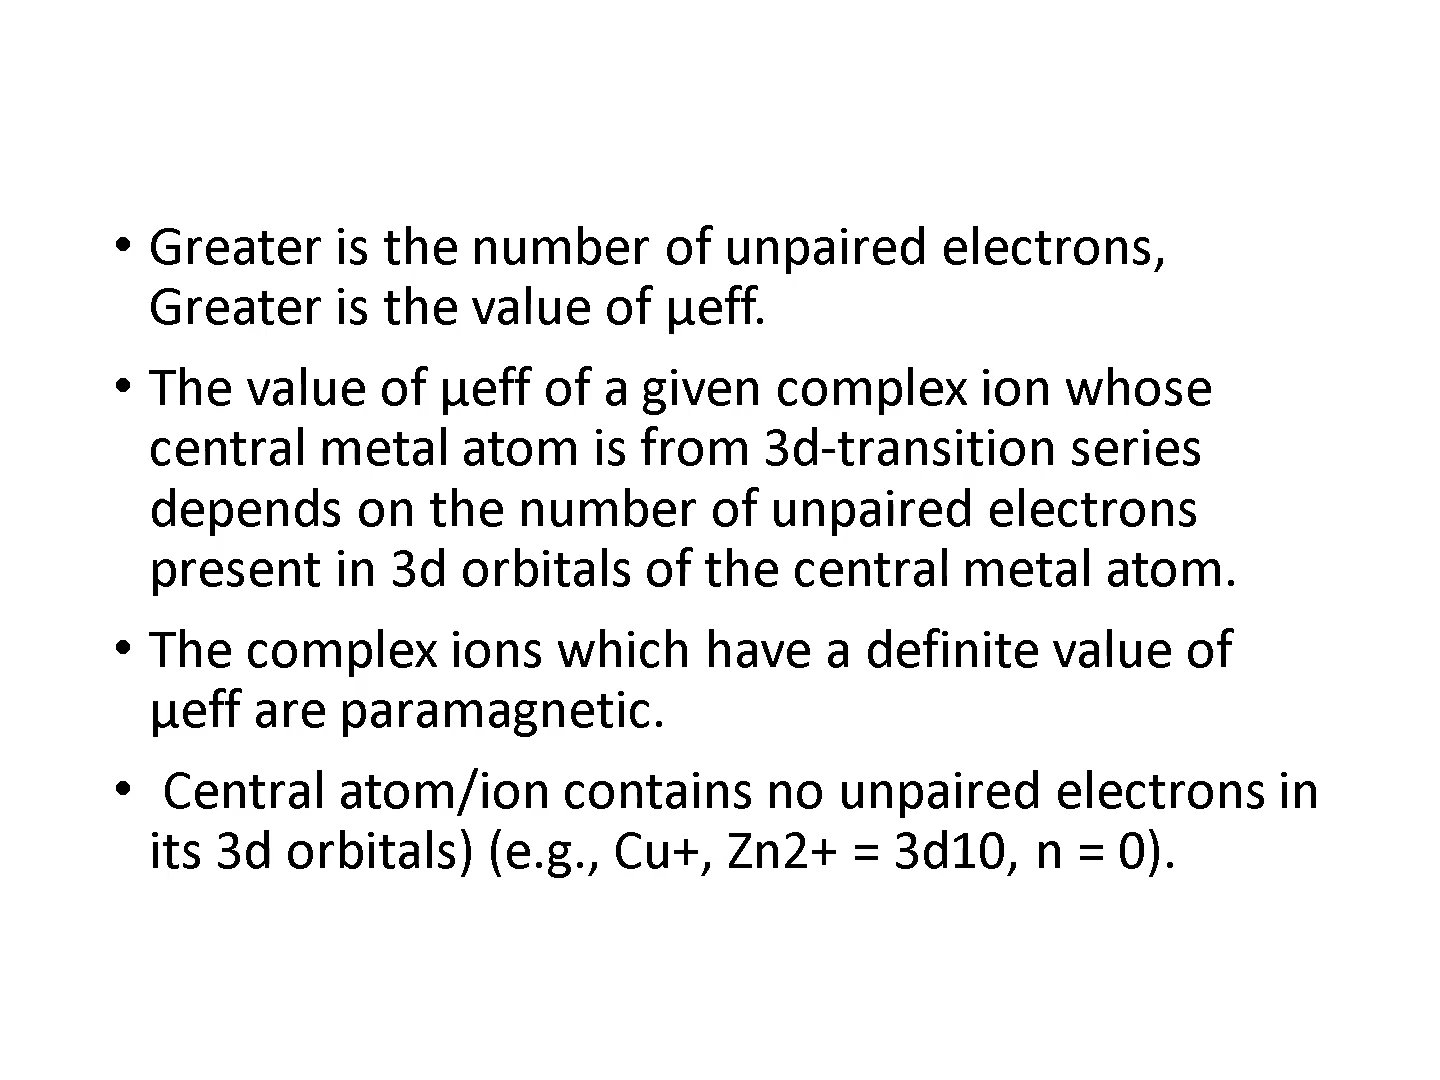 • Greater is the number of unpaired electrons,
Greater is the value of μeff.
• The value of μeff of a given complex ion whose
central metal atom is from 3d-transition series
depends on the number of unpaired electrons
present in 3d orbitals of the central metal atom.
• The complex ions which have a definite value of
μeff are paramagnetic.
• Central atom/ion contains no unpaired electrons in
its 3d orbitals) (e.g., Cu+, Zn2+ = 3d10, n = 0).